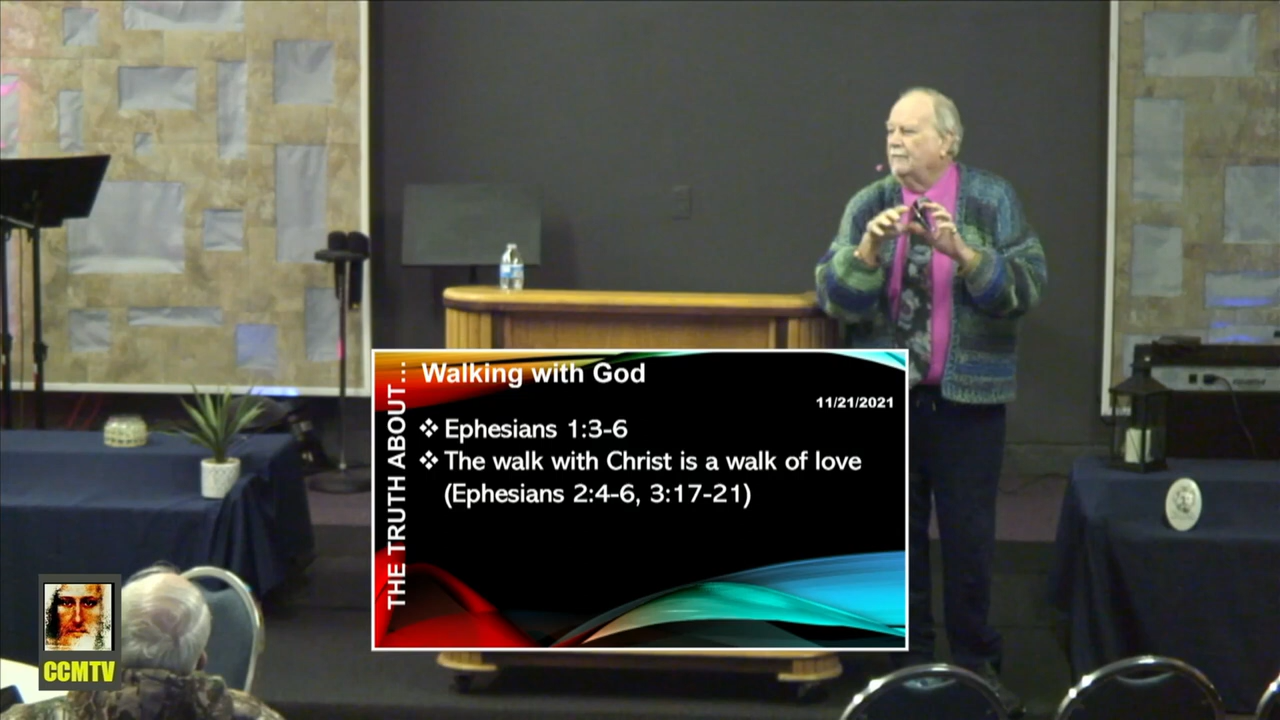 THE TRUTH ABOUT...
Walking with God
11/21/2021
❖ Ephesians 1:3-6
❖ The walk with Christ is a walk of love
(Ephesians 2:4-6, 3:17-21)
CCMTV